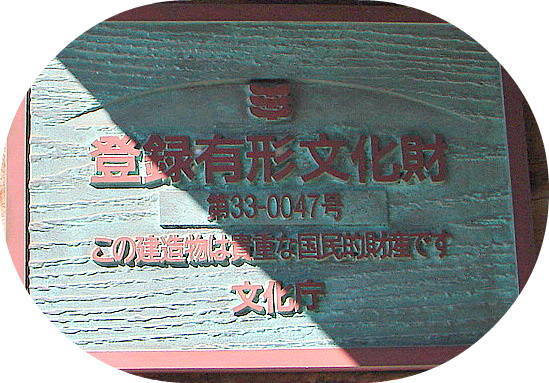 登録有形文化財
第33-0047号
この建造物は貴重な国民的財産です
文化庁